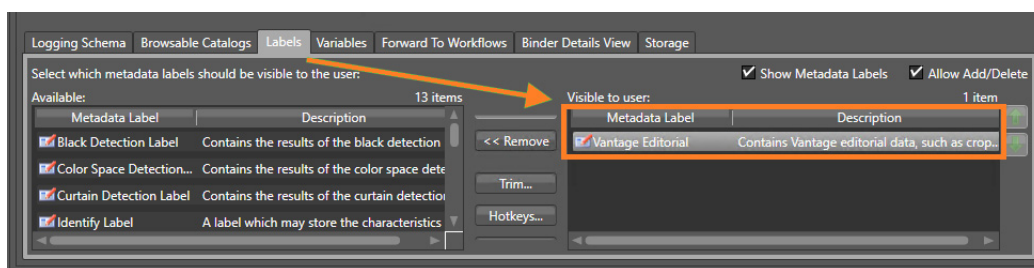 Logging Schema Browsable Catalogs Labels Variables Forward To Workflows Binder Details View Storage
Select which metadata labels should be visible to the user: Show Metadata Labels Allow Add/Delete
Available: 13 items Visible to user: 1 item
Metadata Label Description Metadata Label Description
Black Detection Label Contains the results of the black detection << Remove Vantage Editorial Contains Vantage editorial data, such as crop...
Color Space Detection... Contains the results of the color space dete
Trim...
Curtain Detection Label Contains the results of the curtain detection
Identify Label A label which may store the characteristics Hotkeys...